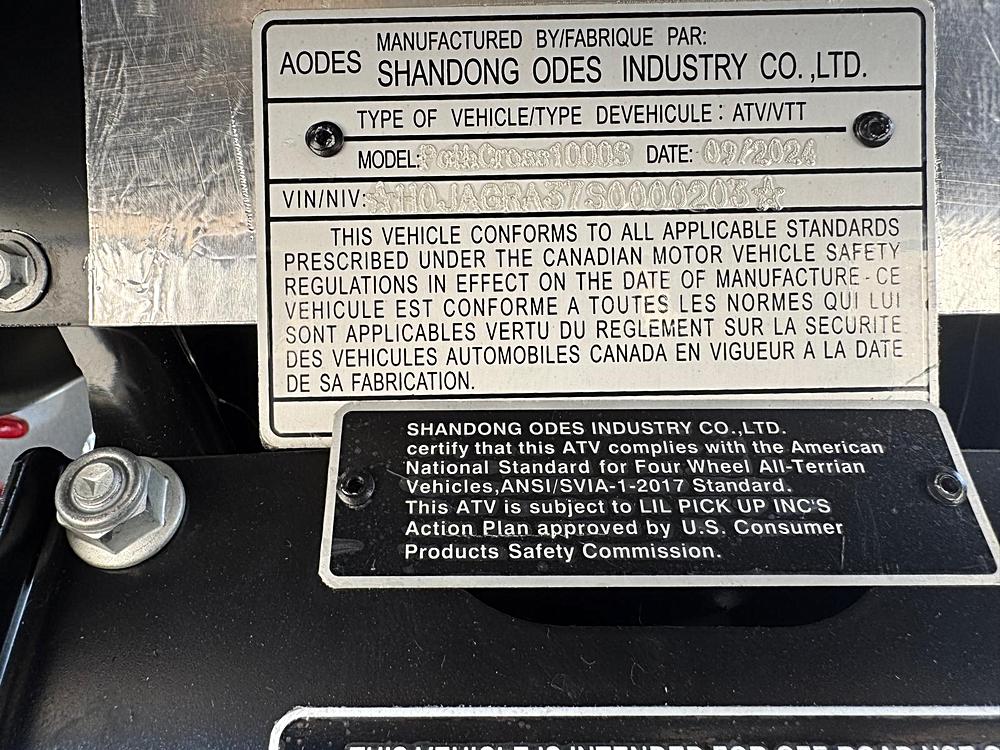 AODES
MANUFACTURED BY/FABRIQUE PAR:
SHANDONG ODES INDUSTRY CO.,LTD.
TYPE OF VEHICLE/TYPE DEVEHICULE: ATV/VTT
MODEL: PathCross1000S DATE: 09/2024
VIN/NIV: ☆H0JAGRA37S0000203☆
THIS VEHICLE CONFORMS TO ALL APPLICABLE STANDARDS
PRESCRIBED UNDER THE CANADIAN MOTOR VEHICLE SAFETY
REGULATIONS IN EFFECT ON THE DATE OF MANUFACTURE-CE
VEHICULE EST CONFORME A TOUTES LES NORMES QUI LUI
SONT APPLICABLES VERTU DU REGLEMENT SUR LA SECURITE
DES VEHICULES AUTOMOBILES CANADA EN VIGUEUR A LA DATE
DE SA FABRICATION.
SHANDONG ODES INDUSTRY CO.,LTD.
certify that this ATV complies with the American
National Standard for Four Wheel All-Terrian
Vehicles,ANSI/SVIA-1-2017 Standard.
This ATV is subject to LIL PICK UP INC'S
Action Plan approved by U.S. Consumer
Products Safety Commission.
THIS VEHICLE IS INTENDED FOR